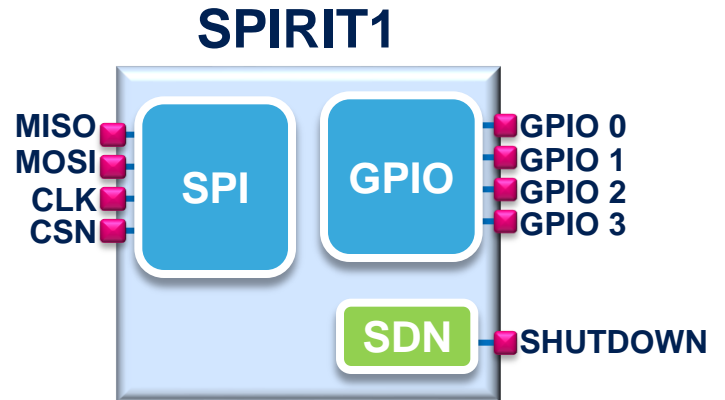 SPIRIT1
MISO
MOSI
CLK
CSN
SPI
GPIO
GPIO 0
GPIO 1
GPIO 2
GPIO 3
SDN
SHUTDOWN